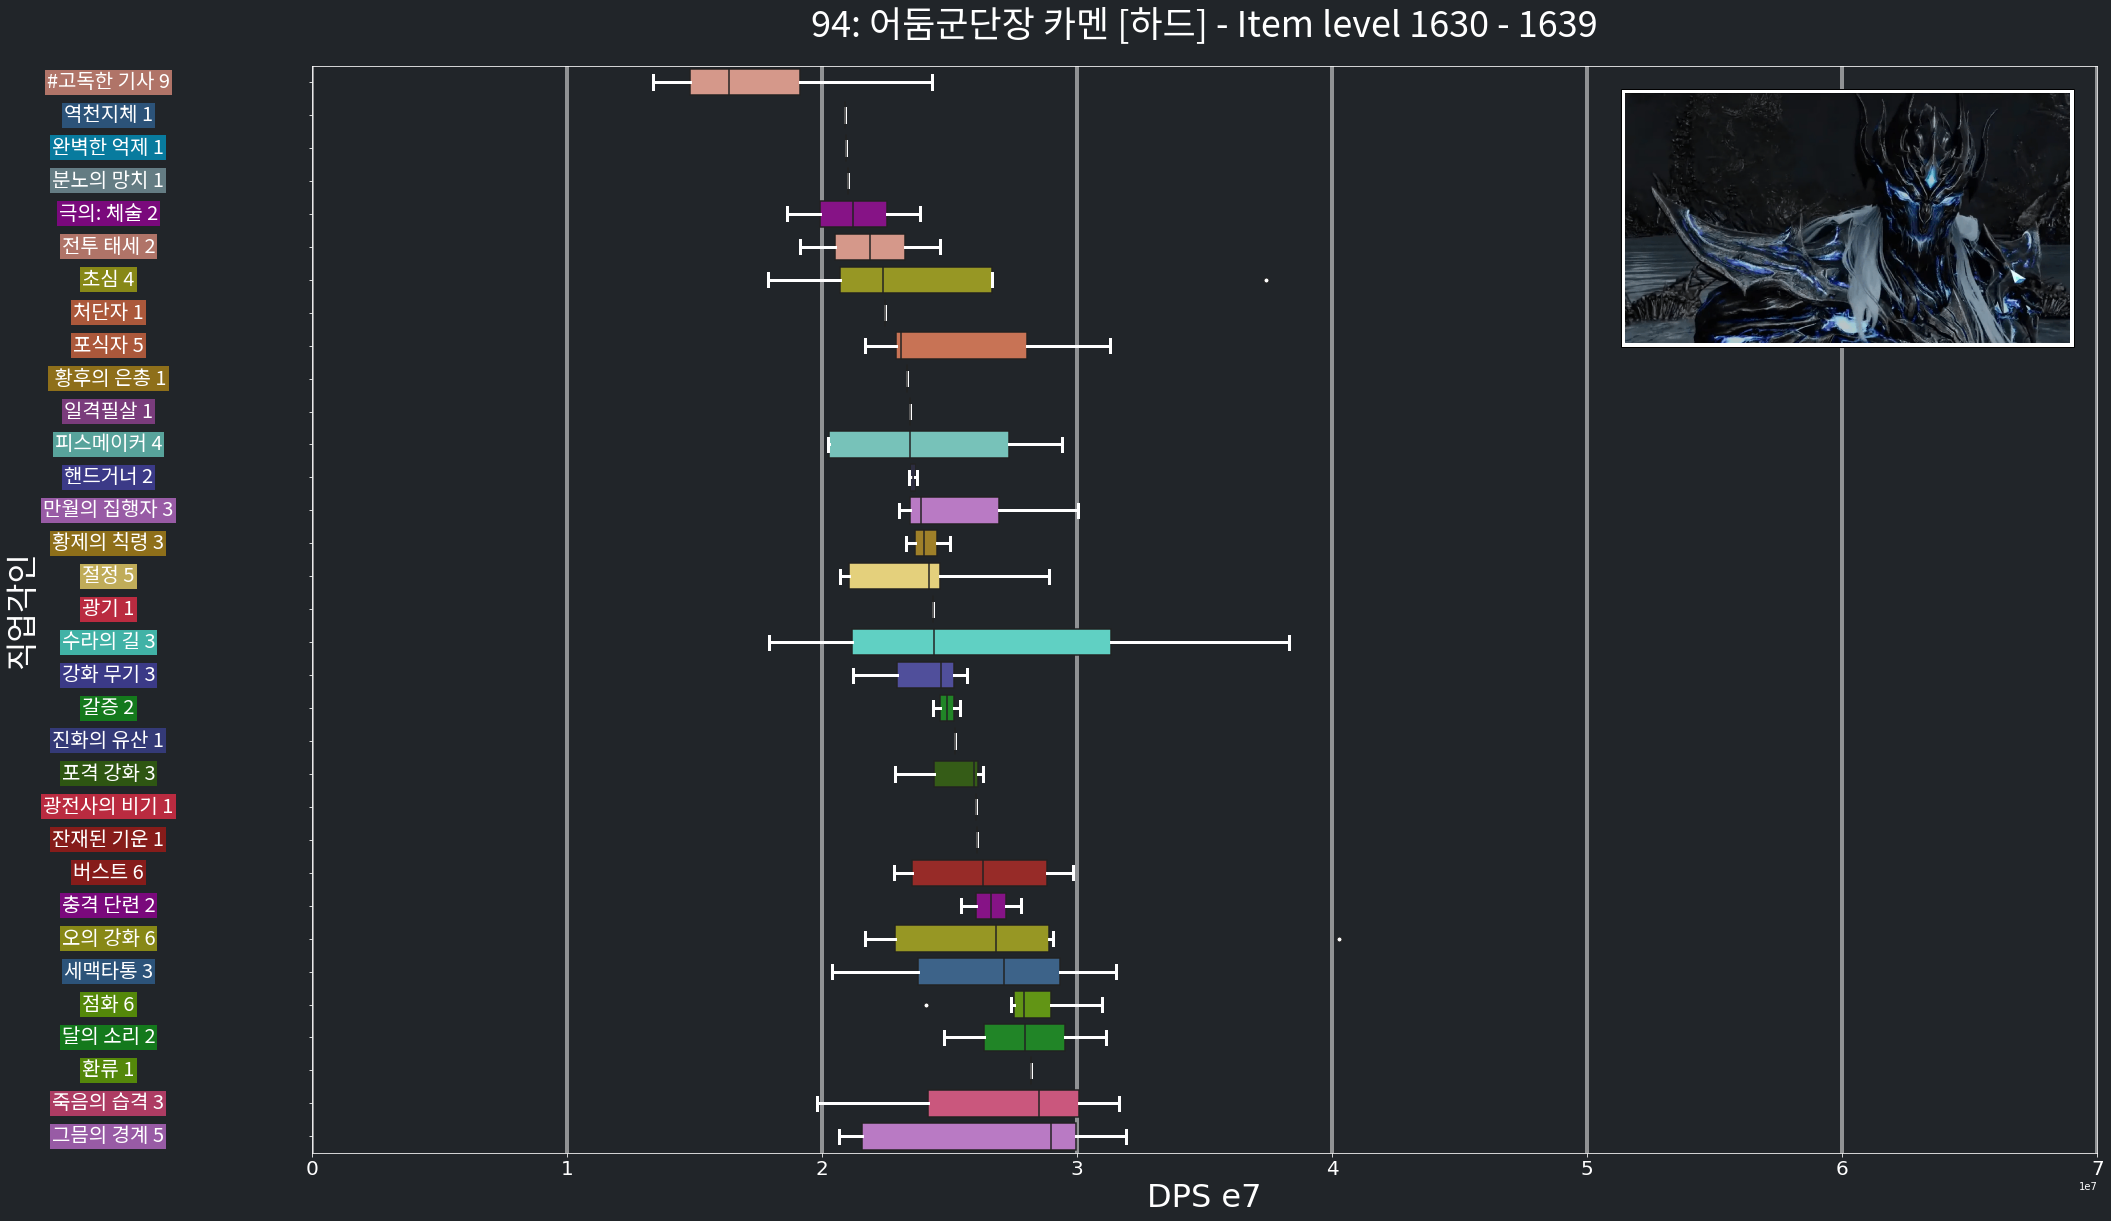 94: 어둠군단장 카멘 [하드] - Item level 1630 - 1639
#고독한 기사 9
역천지체 1
완벽한 억제 1
분노의 망치 1
극의: 체술 2
전투 태세 2
초심 4
처단자 1
포식자 5
황후의 은총 1
일격필살 1
피스메이커 4
핸드거너 2
만월의 집행자 3
황제의 칙령 3
절정 5
광기 1
수라의 길 3
강화 무기 3
갈증 2
진화의 유산 1
포격 강화 3
광전사의 비기 1
잔재된 기운 1
버스트 6
충격 단련 2
오의 강화 6
세맥타통 3
점화 6
달의 소리 2
환류 1
죽음의 습격 3
그믐의 경계 5
직업각인
0 1 2 3 4 5 6 7
DPS e7
1e7